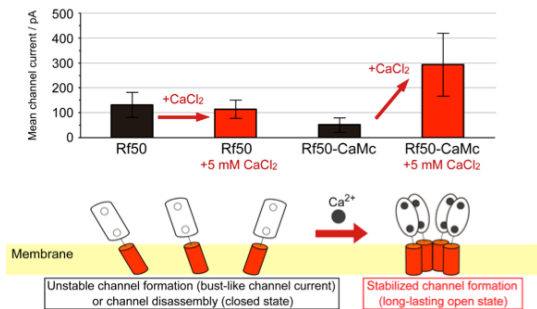 Mean channel current / pA
500
400
300
200
100
0
+CaCl2
+CaCl2
Rf50
Rf50
+5 mM CaCl2
Rf50-CaMc
Rf50-CaMc
+5 mM CaCl2
Ca2+
Membrane
Unstable channel formation (bust-like channel current)
or channel disassembly (closed state)
Stabilized channel formation
(long-lasting open state)